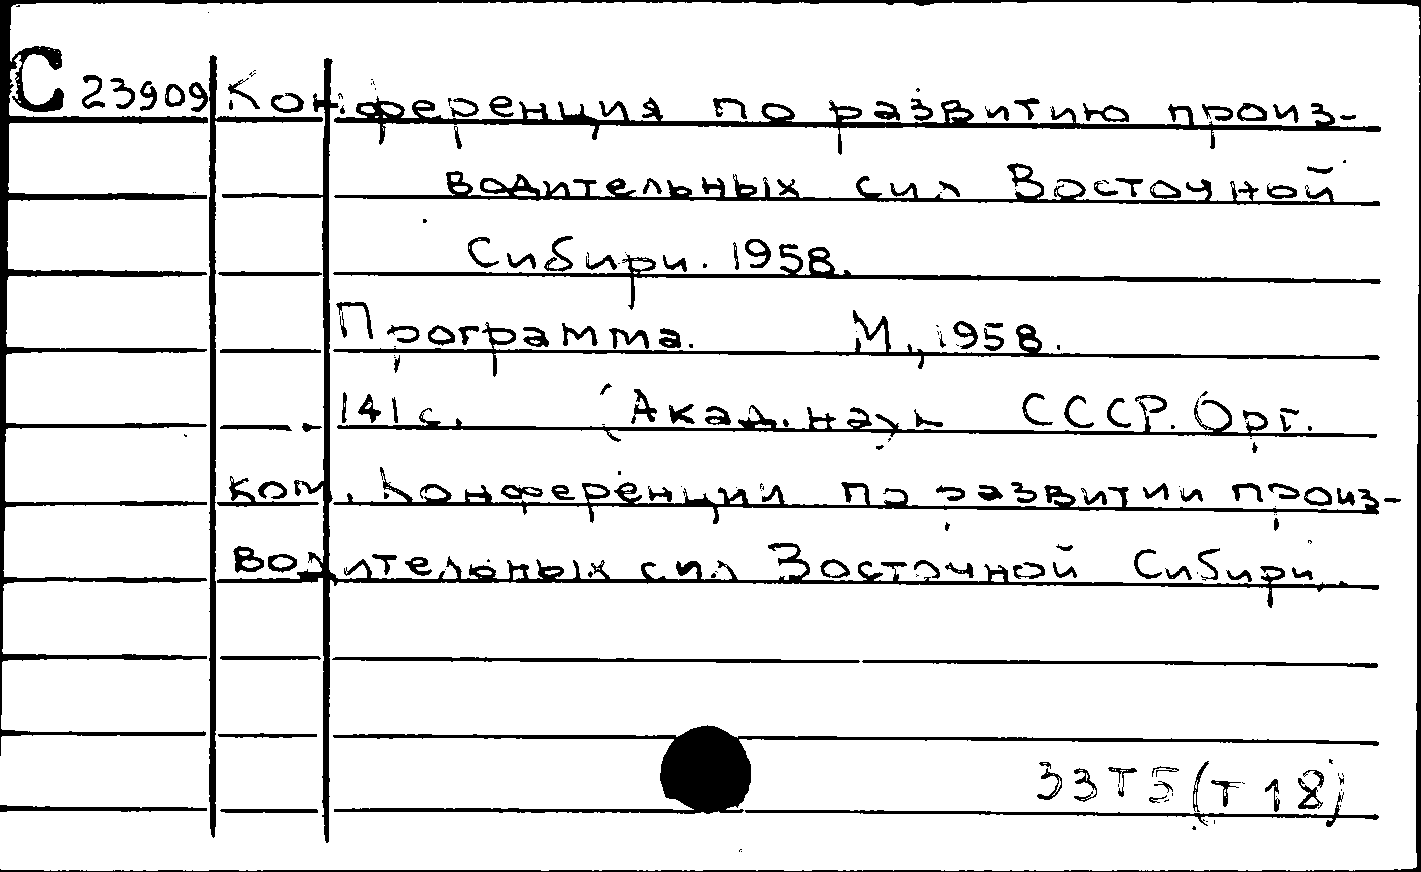 С 23909 Конференция по развитию произ-
водительных сил Восточной
Сибири. 1958.
Программа. М., 1958.
141 с. (Акад. наук СССР. Орг.
ком. Конференции по развитии произ-
водительных сил Восточной Сибири.
33Т5(Т18)